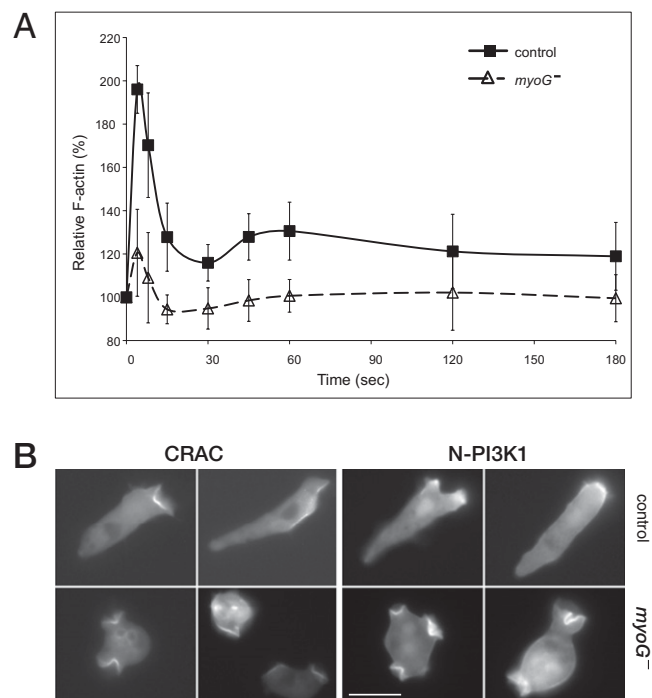 A
220
200
180
160
140
120
100
80
Relative F-actin (%)
control
myoG⁻
0 30 60 90 120 150 180
Time (sec)
B
CRAC N-PI3K1
control
myoG⁻